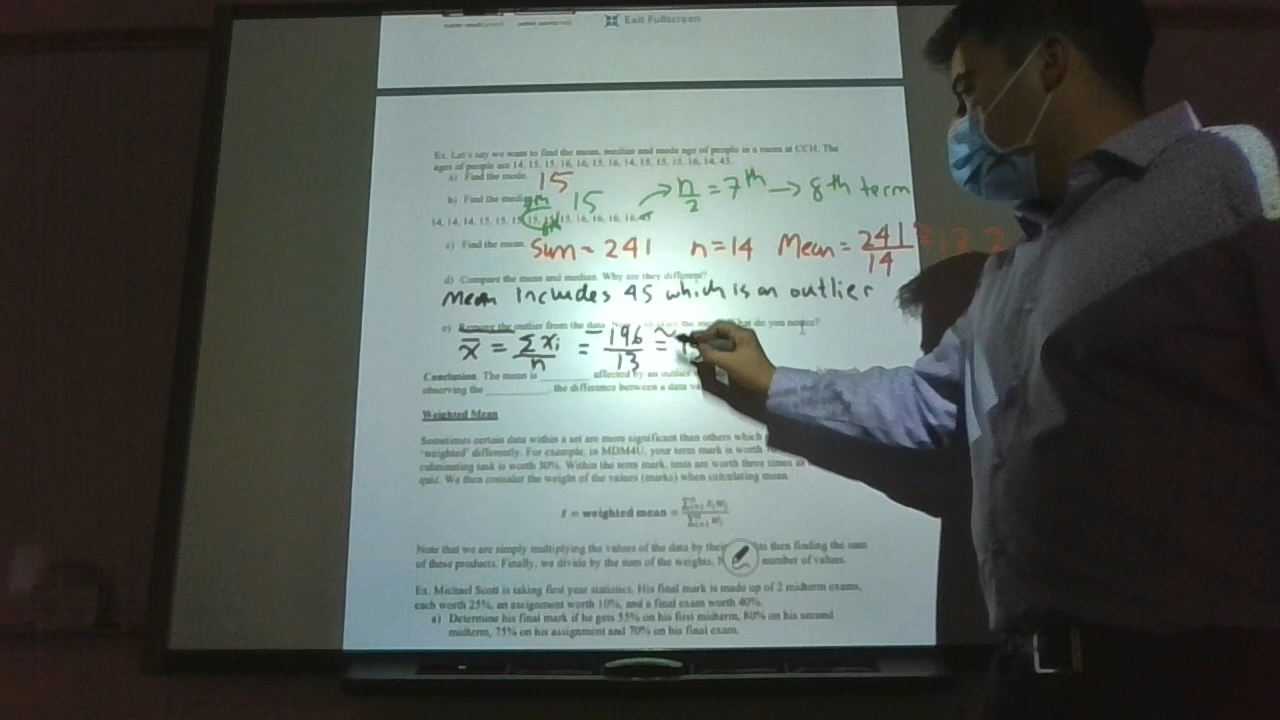 Exit Fullscreen
Ex. Let's say we want to find the mean, median and mode age of people in a room at CCH. The
ages of people are 14, 15, 15, 16, 16, 15, 16, 14, 15, 15, 15, 16, 14, 45.
a) Find the mode. 15
b) Find the 15 → n/2 = 7th → 8th term
14, 14, 14, 15, 15, 15, 15, 16, 16, 16
c) Find the mean. Sum = 241 n = 14 Mean = 241/14
d) Compare the mean and median. Why are they different?
Mean includes 45 which is an outlier
e) Remove the outlier from the data. do you notice?
x̄ = Σxi/n = 196/13 ≈ 15
Conclusion: The mean is ________ affected by an outlier
observing the ________, the difference between a data
Weighted Mean
Sometimes certain data within a set are more significant than others which
"weighted" differently. For example, in MDM4U, your term mark is worth
culminating task is worth 30%. Within the term mark, tests are worth three times as
quiz. We then consider the weight of the values (marks) when calculating mean.
= weighted mean =
Note that we are simply multiplying the values of the data by their then finding the sum
of these products. Finally, we divide by the sum of the weights, number of values.
Ex. Michael Scott is taking first year statistics. His final mark is made up of 2 midterm exams,
each worth 25%, an assignment worth 10%, and a final exam worth 40%.
a) Determine his final mark if he gets 55% on his first midterm, 80% on his second
midterm, 75% on his assignment and 70% on his final exam.